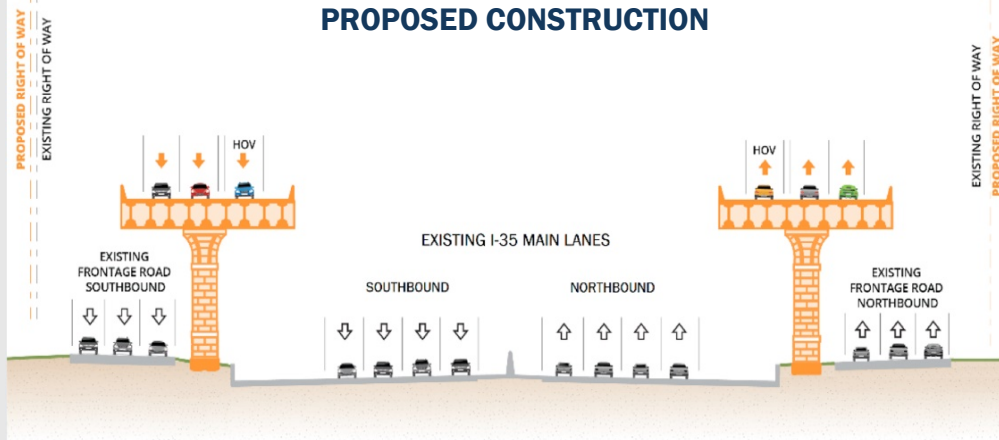 PROPOSED CONSTRUCTION
PROPOSED RIGHT OF WAY
EXISTING RIGHT OF WAY
HOV
HOV
EXISTING RIGHT OF WAY
PROPOSED RIGHT OF WAY
EXISTING I-35 MAIN LANES
EXISTING
FRONTAGE ROAD
SOUTHBOUND
SOUTHBOUND
NORTHBOUND
EXISTING
FRONTAGE ROAD
NORTHBOUND